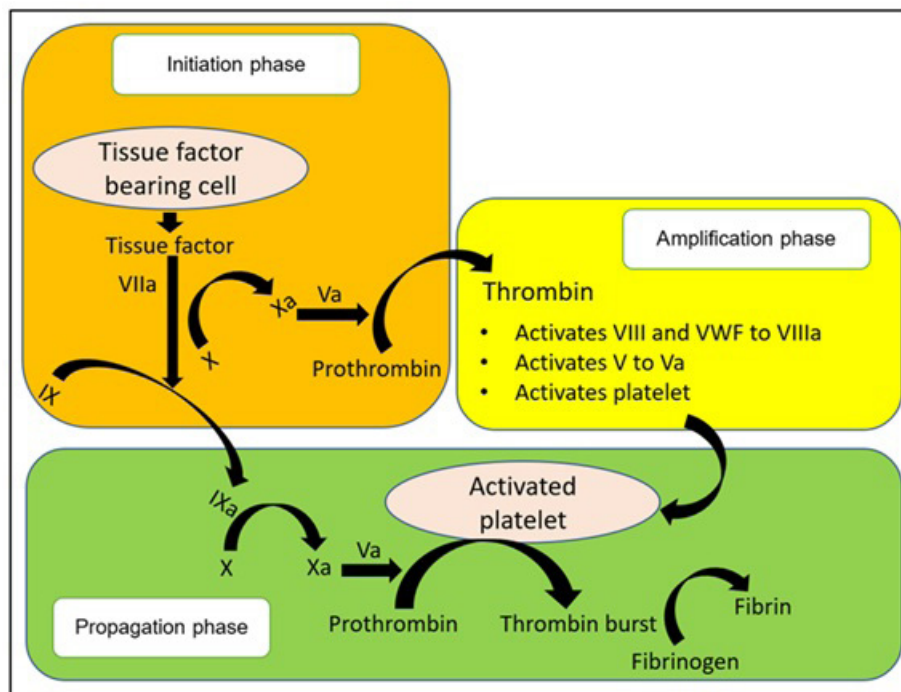 Initiation phase
Tissue factor
bearing cell
Tissue factor
VIIa
X
Xa
Va
Prothrombin
IX
Amplification phase
Thrombin
• Activates VIII and VWF to VIIIa
• Activates V to Va
• Activates platelet
IXa
X
Xa
Va
Activated
platelet
Prothrombin
Thrombin burst
Fibrinogen
Fibrin
Propagation phase